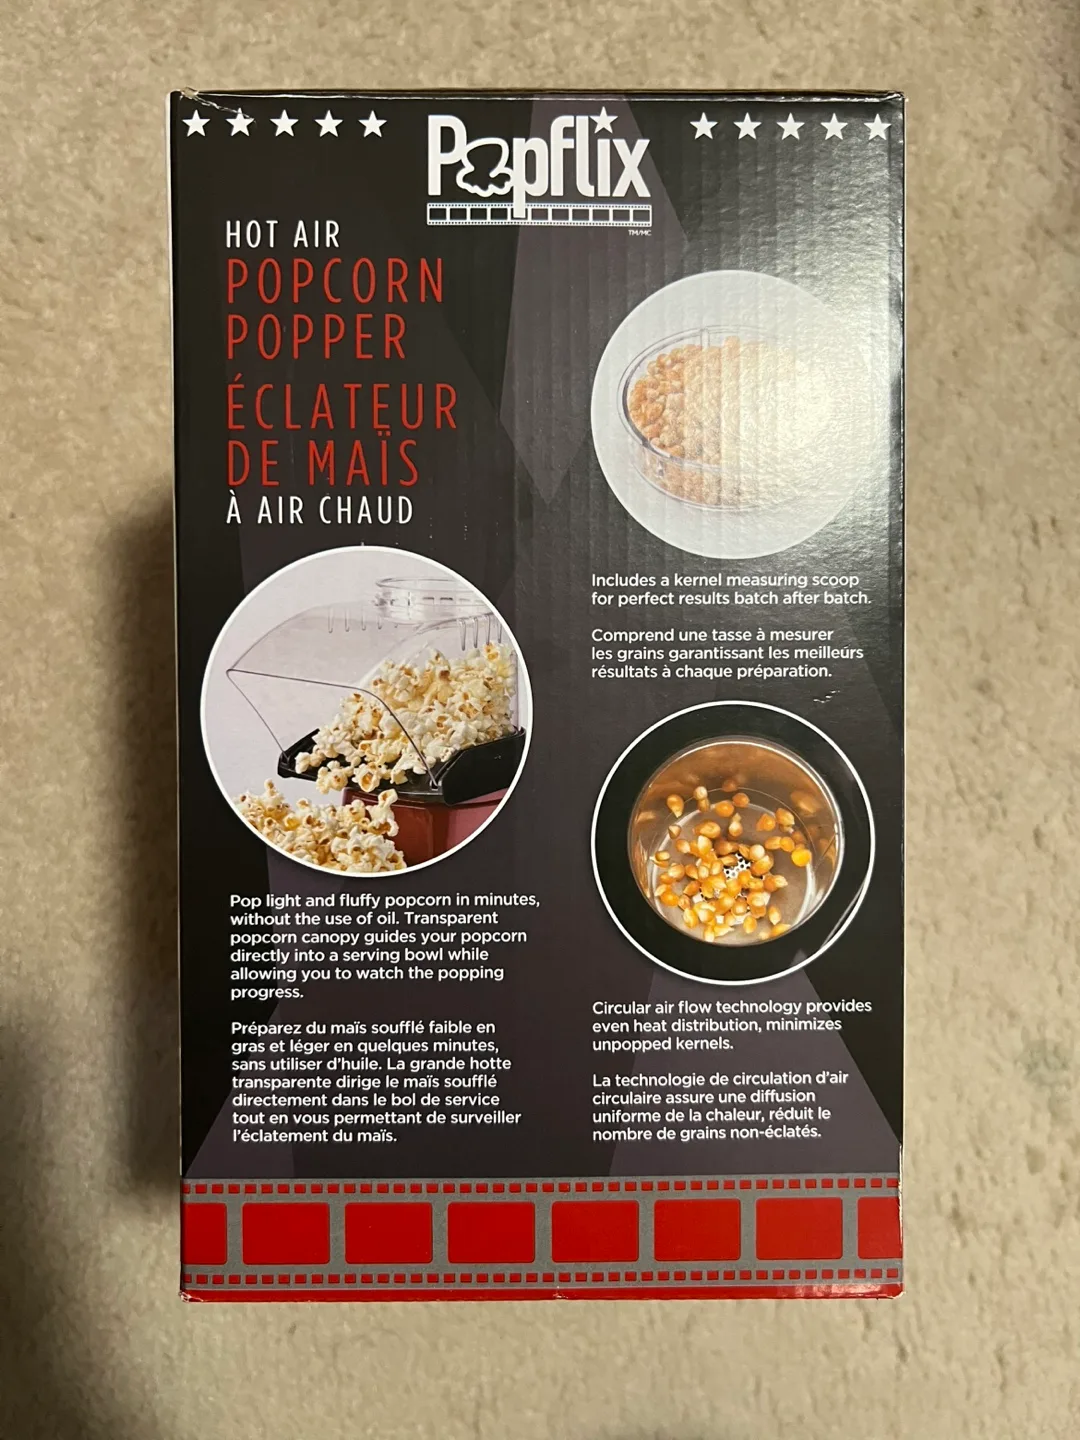 Popflix
TM/MC
HOT AIR
POPCORN
POPPER
ÉCLATEUR
DE MAÏS
À AIR CHAUD
Includes a kernel measuring scoop
for perfect results batch after batch.
Comprend une tasse à mesurer
les grains garantissant les meilleurs
résultats à chaque préparation.
Pop light and fluffy popcorn in minutes,
without the use of oil. Transparent
popcorn canopy guides your popcorn
directly into a serving bowl while
allowing you to watch the popping
progress.
Préparez du maïs soufflé faible en
gras et léger en quelques minutes,
sans utiliser d'huile. La grande hotte
transparente dirige le maïs soufflé
directement dans le bol de service
tout en vous permettant de surveiller
l'éclatement du maïs.
Circular air flow technology provides
even heat distribution, minimizes
unpopped kernels.
La technologie de circulation d'air
circulaire assure une diffusion
uniforme de la chaleur, réduit le
nombre de grains non-éclatés.